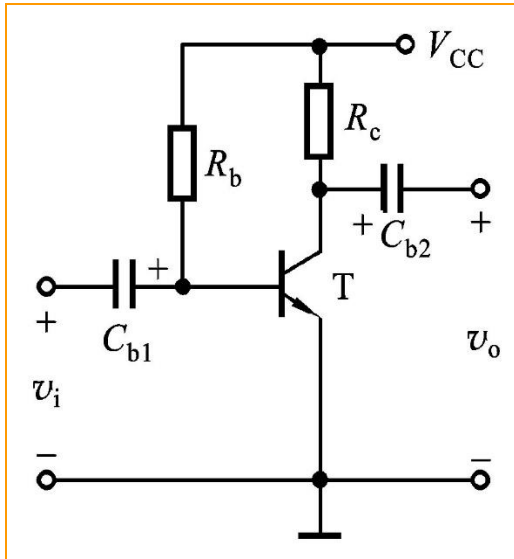 V_CC
R_c
R_b
+
+
C_b2
+
T
+
C_b1
v_i
v_o
−
−